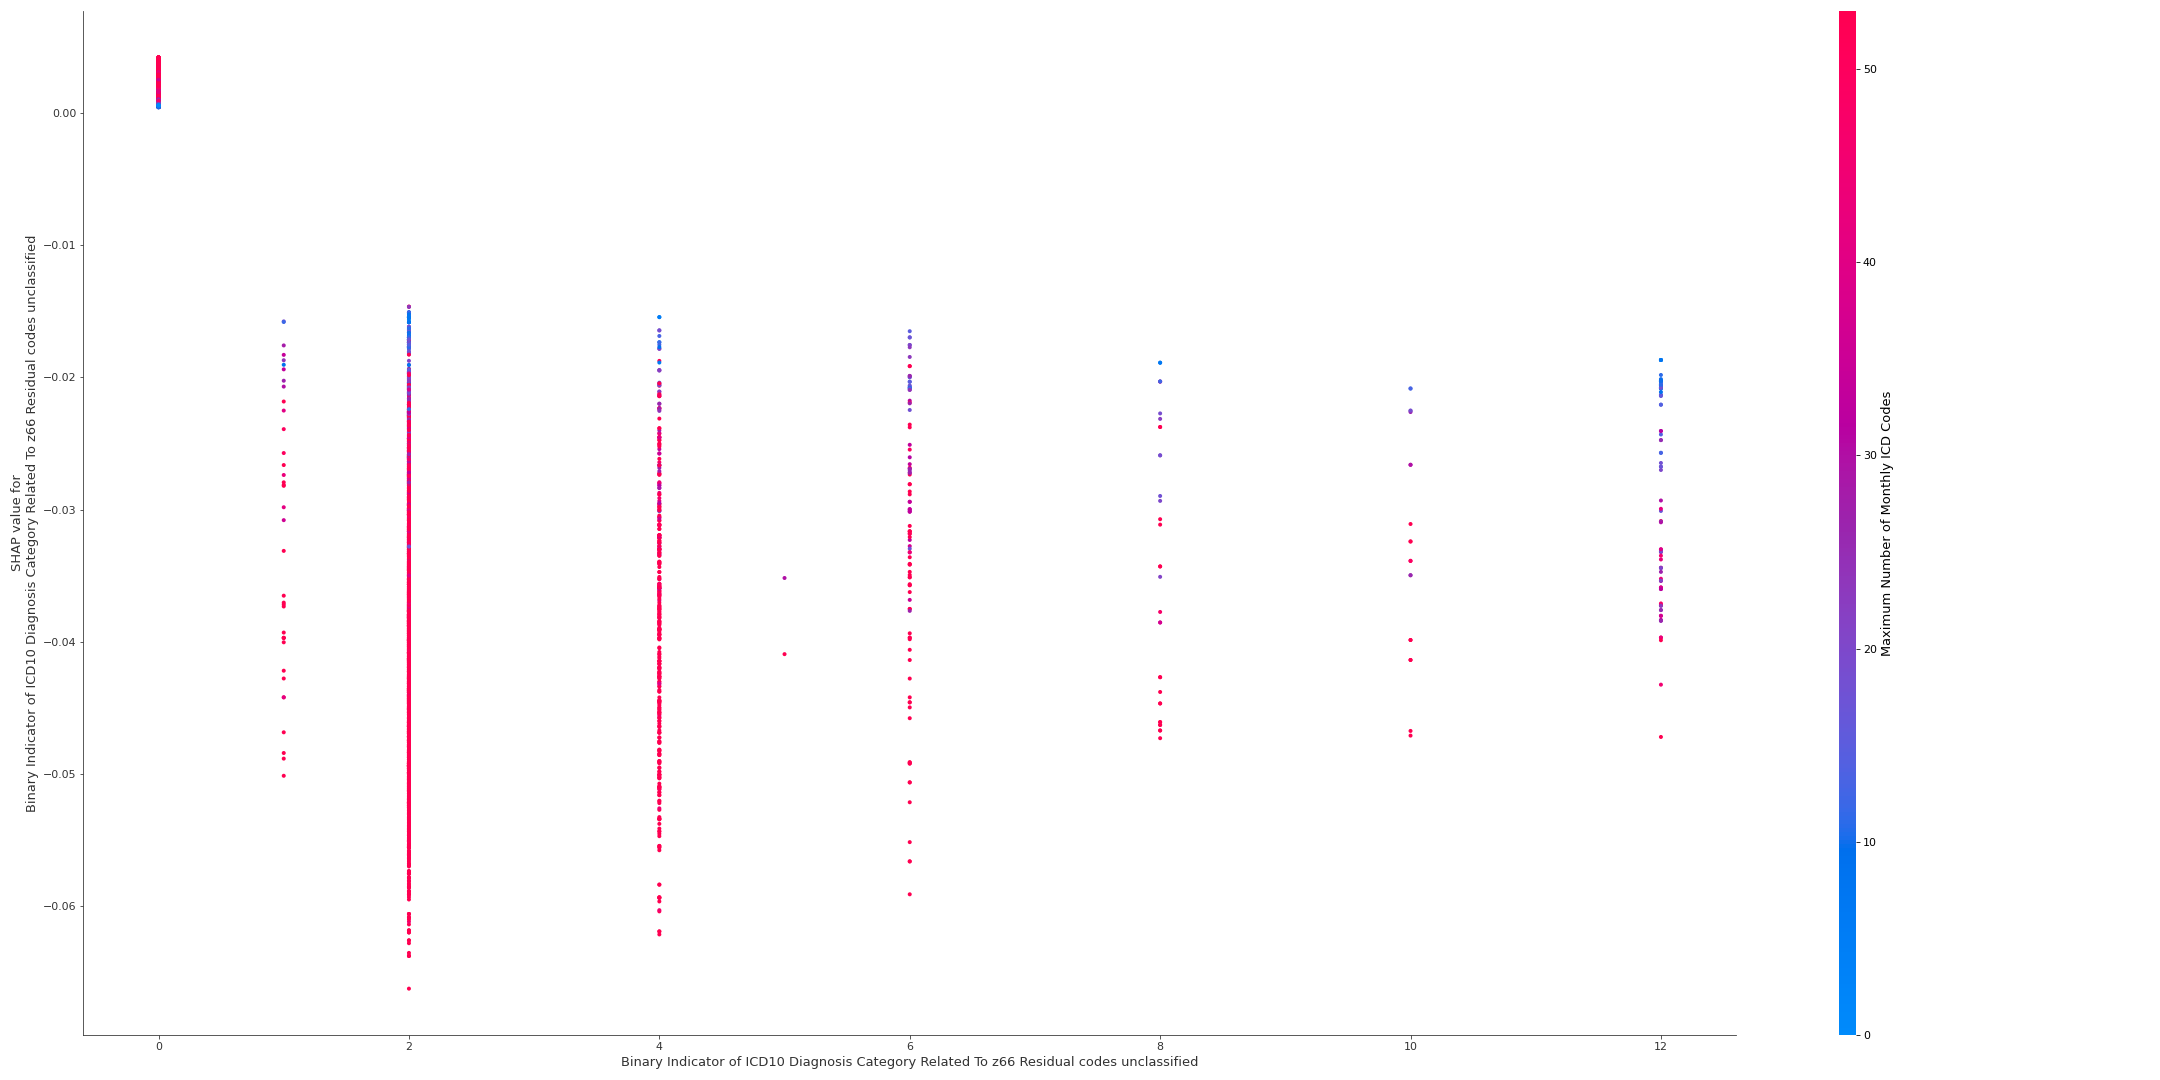 SHAP value for
Binary Indicator of ICD10 Diagnosis Category Related To z66 Residual codes unclassified
0.00
−0.01
−0.02
−0.03
−0.04
−0.05
−0.06
0 2 4 6 8 10 12
Binary Indicator of ICD10 Diagnosis Category Related To z66 Residual codes unclassified
50
40
30
20
10
0
Maximum Number of Monthly ICD Codes